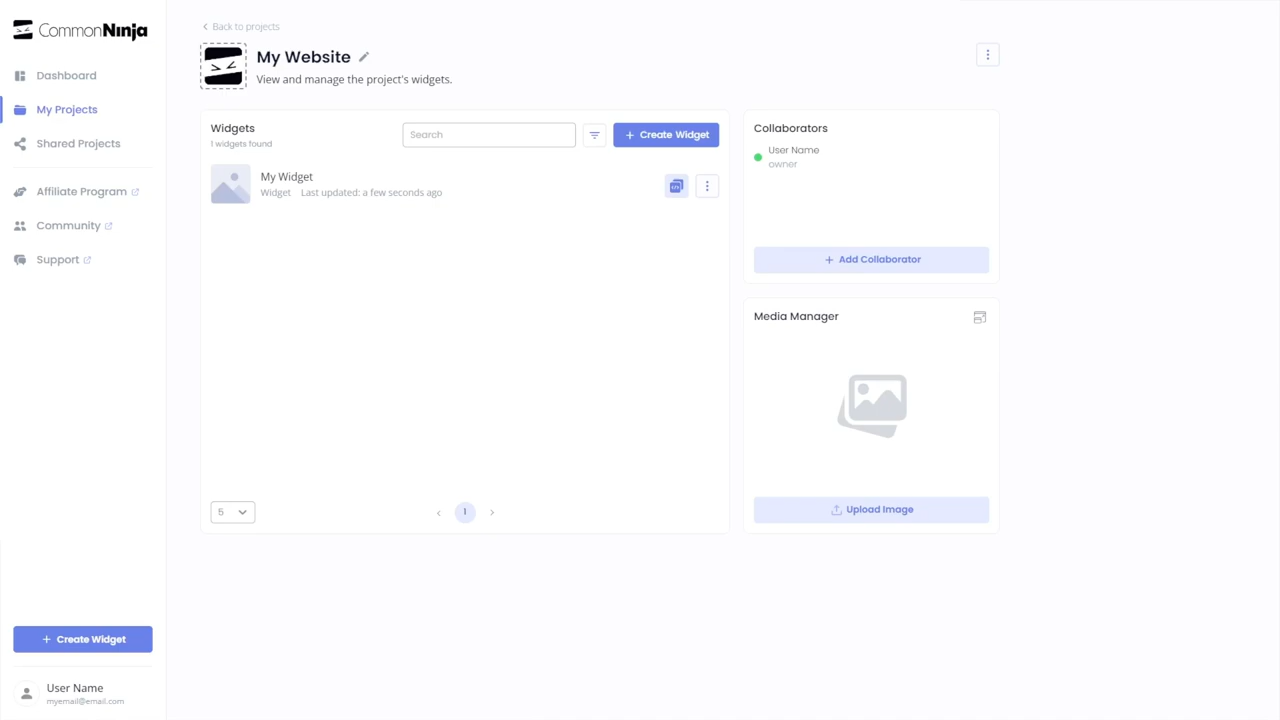 CommonNinja
Dashboard
My Projects
Shared Projects
Affiliate Program
Community
Support
+ Create Widget
User Name
myemail@email.com
Back to projects
My Website
View and manage the project's widgets.
Widgets
1 widgets found
Search
+ Create Widget
My Widget
Widget Last updated: a few seconds ago
5
1
Collaborators
User Name
owner
+ Add Collaborator
Media Manager
Upload Image